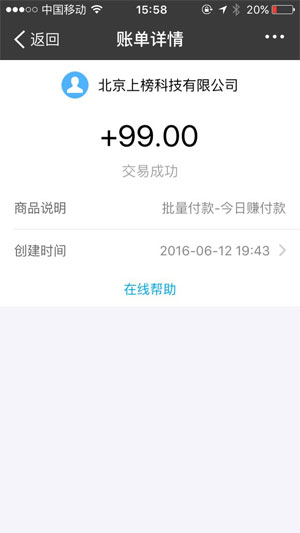 中国移动 15:58 20%
返回 账单详情
北京上榜科技有限公司
+99.00
交易成功
商品说明 批量付款-今日赚付款
创建时间 2016-06-12 19:43
在线帮助